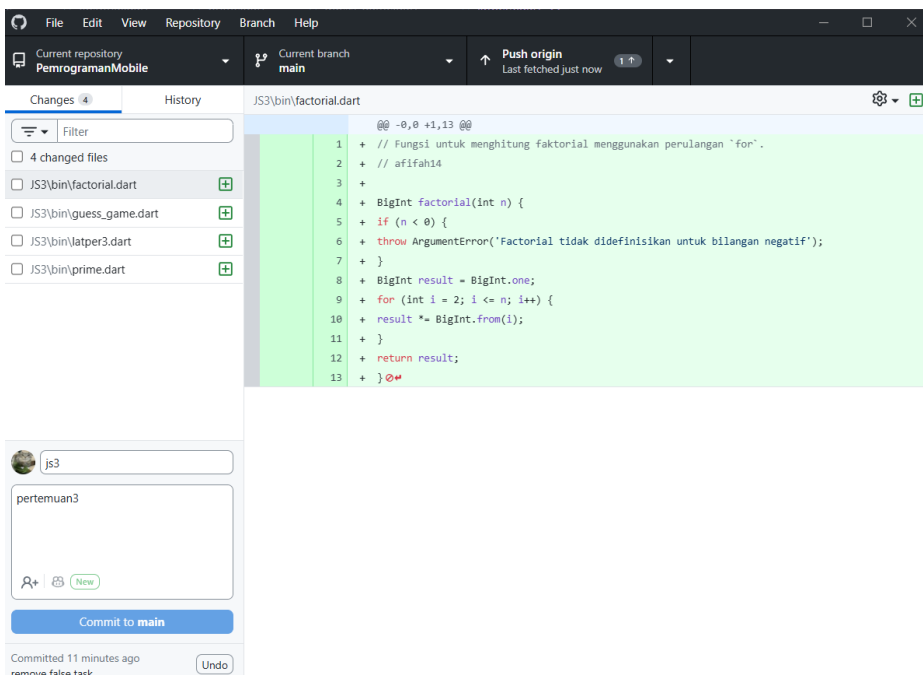 File Edit View Repository Branch Help
Current repository
PemrogramanMobile
Current branch
main
Push origin
Last fetched just now
1
Changes 4 History
Filter
4 changed files
JS3\bin\factorial.dart
JS3\bin\guess_game.dart
JS3\bin\latper3.dart
JS3\bin\prime.dart
js3
pertemuan3
New
Commit to main
Committed 11 minutes ago
remove false task
Undo
JS3\bin\factorial.dart
@@ -0,0 +1,13 @@
1 + // Fungsi untuk menghitung faktorial menggunakan perulangan `for`.
2 + // afifah14
3 +
4 + BigInt factorial(int n) {
5 + if (n < 0) {
6 + throw ArgumentError('Factorial tidak didefinisikan untuk bilangan negatif');
7 + }
8 + BigInt result = BigInt.one;
9 + for (int i = 2; i <= n; i++) {
10 + result *= BigInt.from(i);
11 + }
12 + return result;
13 + }